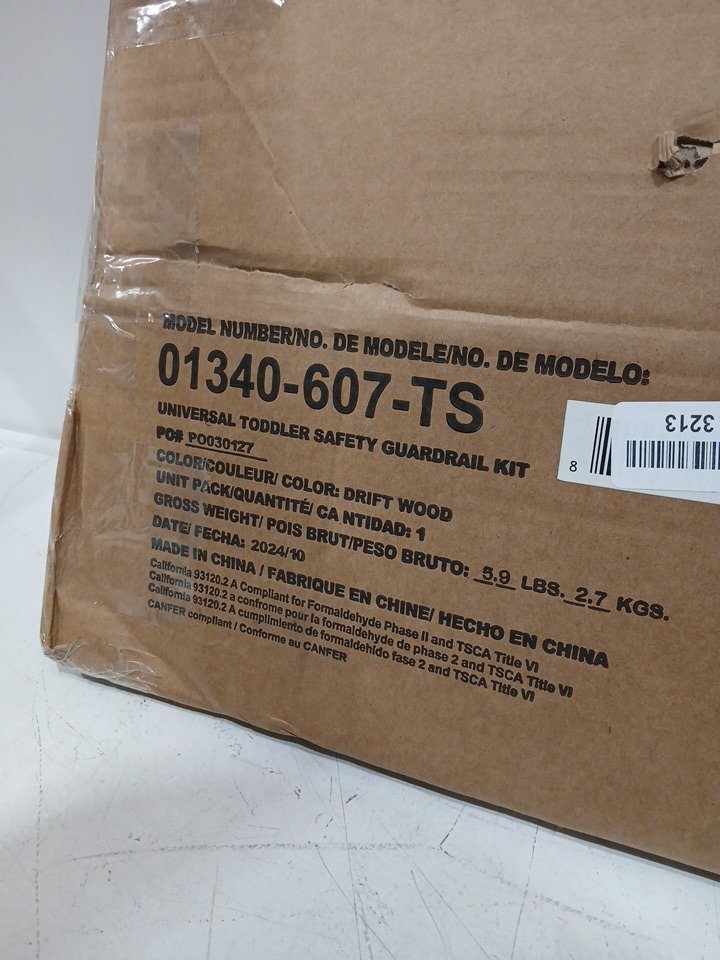 MODEL NUMBER/NO. DE MODELE/NO. DE MODELO:
01340-607-TS
UNIVERSAL TODDLER SAFETY GUARDRAIL KIT
PO# PO030127
COLOR/COULEUR/ COLOR: DRIFT WOOD
UNIT PACK/QUANTITÉ/ CA NTIDAD: 1
GROSS WEIGHT/ POIS BRUT/PESO BRUTO: 5.9 LBS. 2.7 KGS.
DATE/ FECHA: 2024/10
MADE IN CHINA / FABRIQUE EN CHINE/ HECHO EN CHINA
California 93120.2 A Compliant for Formaldehyde Phase II and TSCA Title VI
California 93120.2 a confrome pour la formaldehyde de phase 2 and TSCA Title VI
California 93120.2 A cumplimiento de formaldehido fase 2 and TSCA Title VI
CANFER compliant / Conforme au CANFER
8
3213